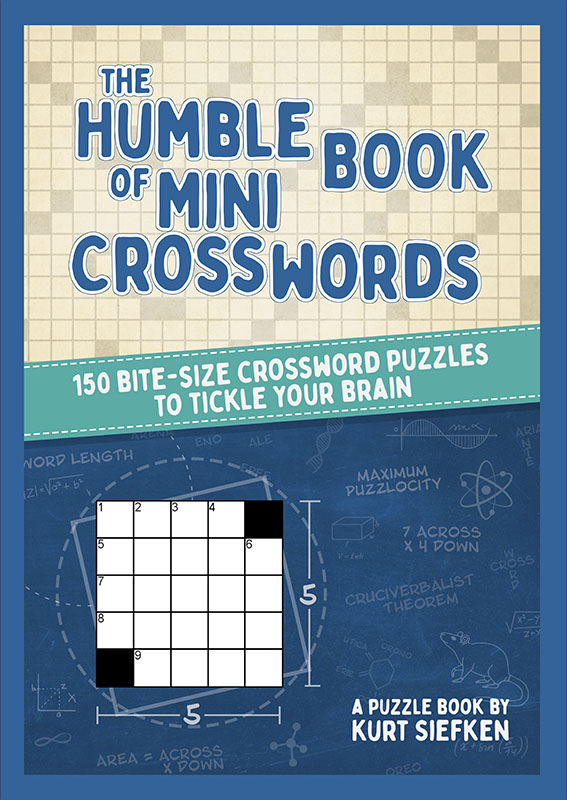 THE
HUMBLE BOOK
OF MINI
CROSSWORDS
150 BITE-SIZE CROSSWORD PUZZLES
TO TICKLE YOUR BRAIN
ENO
ALE
WORD LENGTH
MAXIMUM
PUZZLOCITY
7 ACROSS
X 4 DOWN
CRUCIVERBALIST
THEOREM
1 2 3 4
5 6
7
8
9
5
5
A PUZZLE BOOK BY
KURT SIEFKEN
AREA = ACROSS
X DOWN
OREO